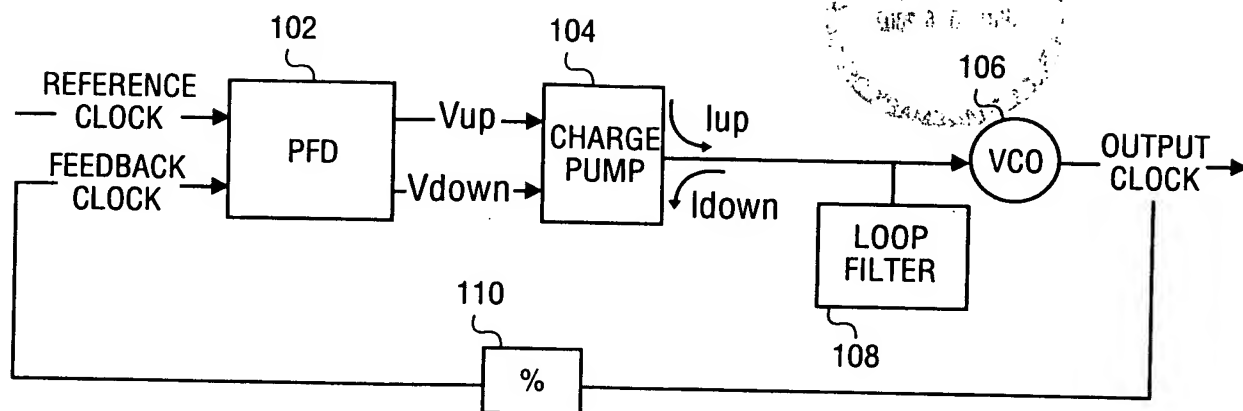 102
104
106
REFERENCE
CLOCK
FEEDBACK
CLOCK
PFD
Vup
Vdown
CHARGE
PUMP
Iup
Idown
VCO
OUTPUT
CLOCK
LOOP
FILTER
108
110
%